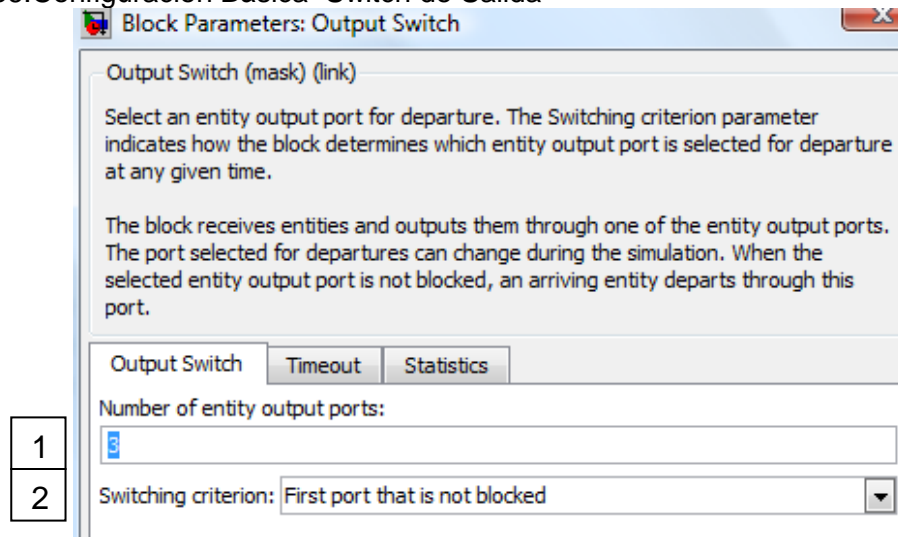 Configuración Básica Switch de Salida
Block Parameters: Output Switch
Output Switch (mask) (link)
Select an entity output port for departure. The Switching criterion parameter
indicates how the block determines which entity output port is selected for departure
at any given time.
The block receives entities and outputs them through one of the entity output ports.
The port selected for departures can change during the simulation. When the
selected entity output port is not blocked, an arriving entity departs through this
port.
Output Switch Timeout Statistics
Number of entity output ports:
1 3
2 Switching criterion: First port that is not blocked